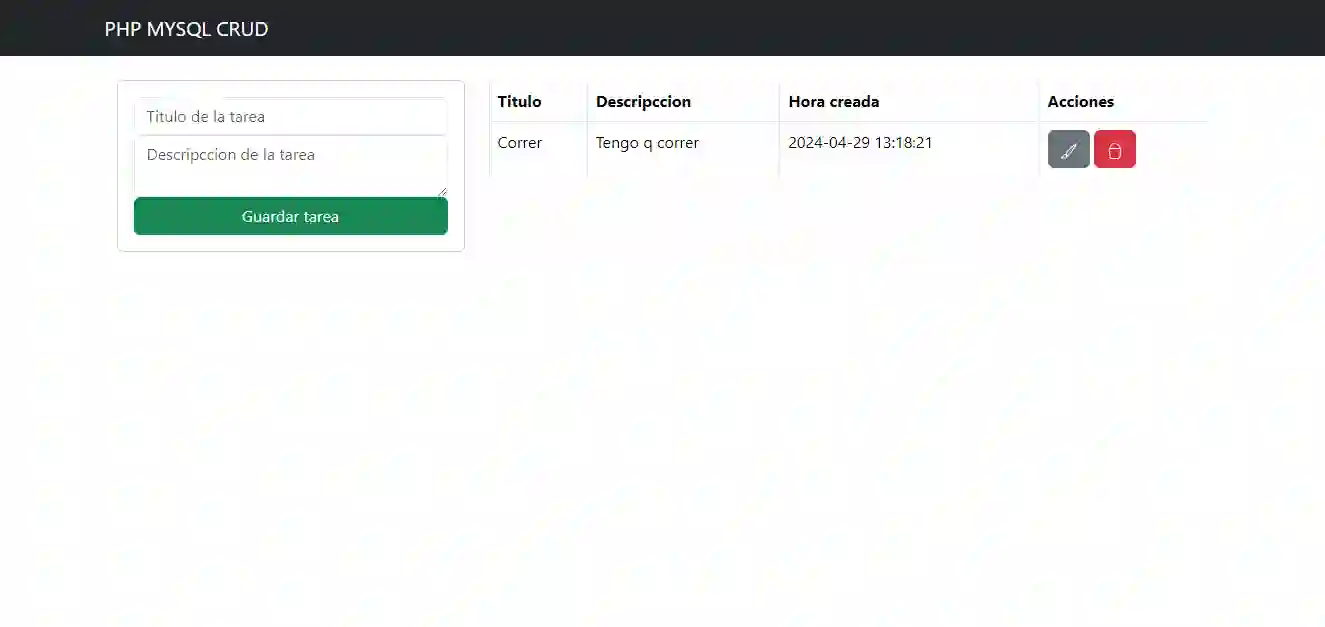 PHP MYSQL CRUD
Titulo de la tarea
Descripccion de la tarea
Guardar tarea
Titulo Descripccion Hora creada Acciones
Correr Tengo q correr 2024-04-29 13:18:21